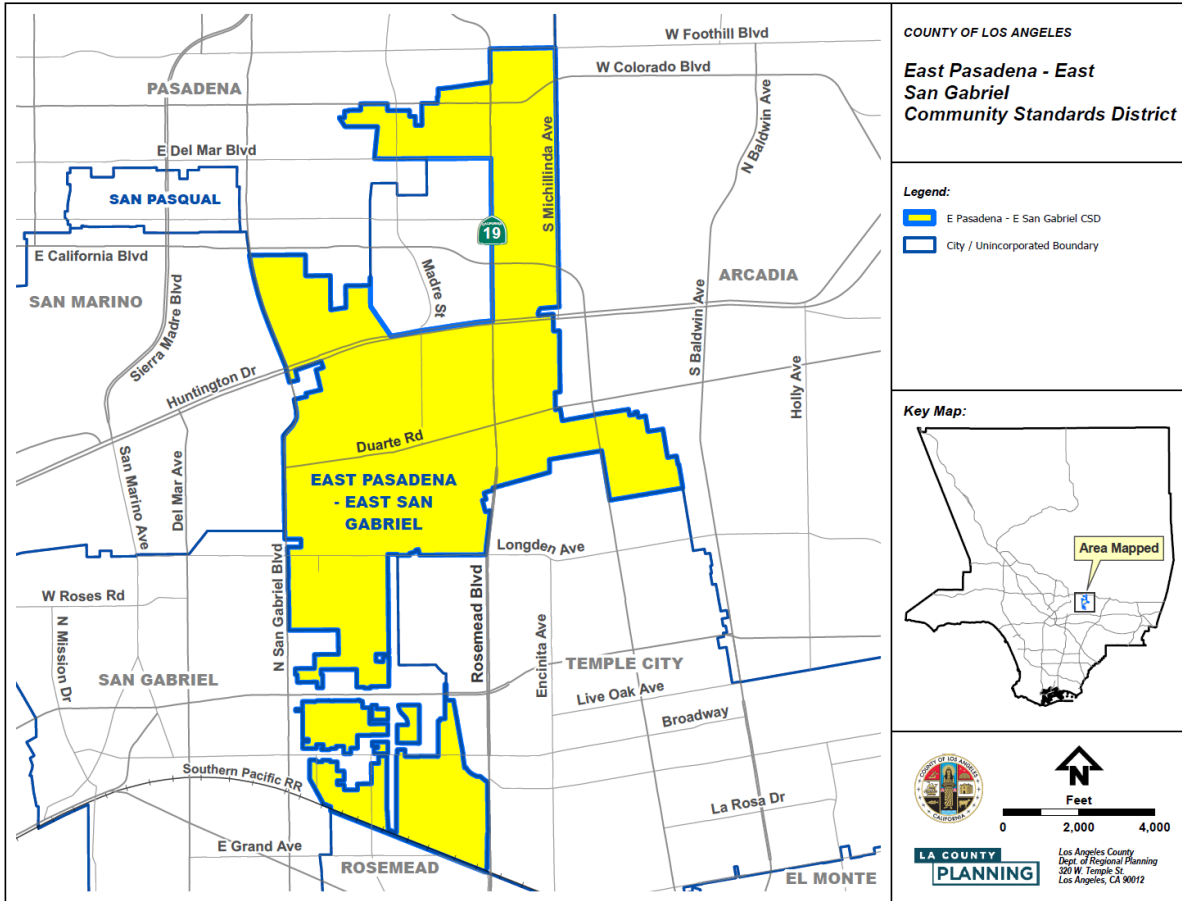 W Foothill Blvd
W Colorado Blvd
PASADENA
N Baldwin Ave
S Michillinda Ave
E Del Mar Blvd
SAN PASQUAL
CALIFORNIA
19
E California Blvd
Madre St
ARCADIA
SAN MARINO
Sierra Madre Blvd
S Baldwin Ave
Huntington Dr
Holly Ave
Duarte Rd
San Marino Ave
Del Mar Ave
EAST PASADENA
- EAST SAN
GABRIEL
Longden Ave
N San Gabriel Blvd
Rosemead Blvd
W Roses Rd
N Mission Dr
Encinita Ave
TEMPLE CITY
SAN GABRIEL
Live Oak Ave
Broadway
Southern Pacific RR
La Rosa Dr
E Grand Ave
ROSEMEAD
EL MONTE
COUNTY OF LOS ANGELES
East Pasadena - East
San Gabriel
Community Standards District
Legend:
E Pasadena - E San Gabriel CSD
City / Unincorporated Boundary
Key Map:
Area Mapped
COUNTY OF LOS ANGELES
CALIFORNIA
N
Feet
0 2,000 4,000
LA COUNTY
PLANNING
Los Angeles County
Dept. of Regional Planning
320 W. Temple St.
Los Angeles, CA 90012